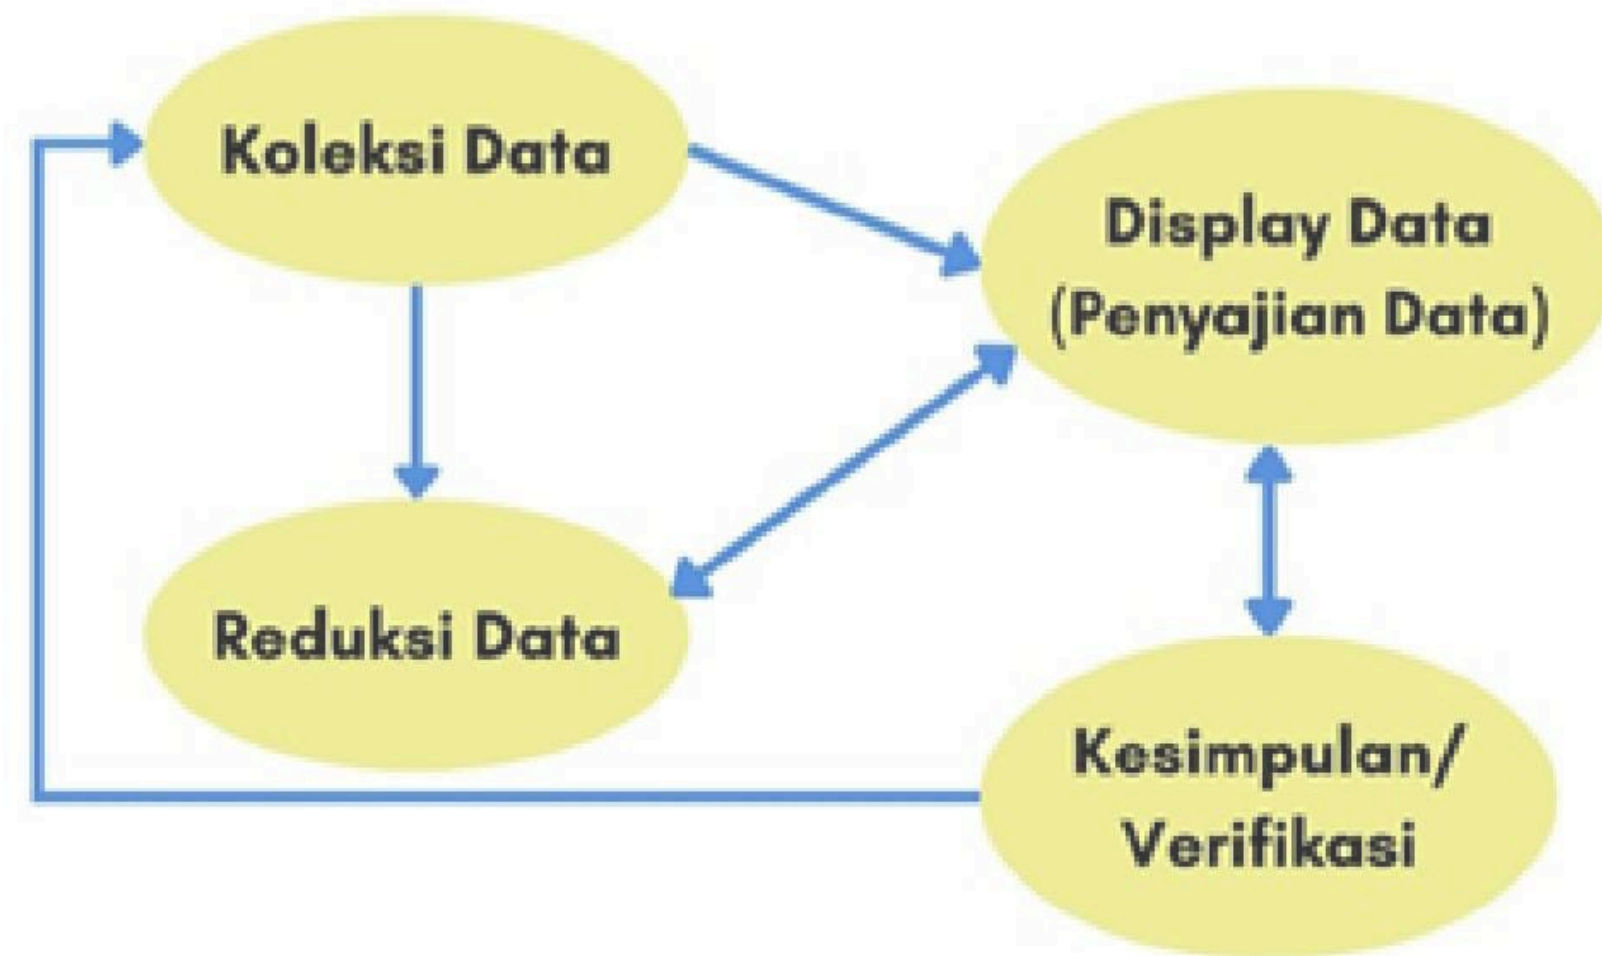 Koleksi Data
Display Data
(Penyajian Data)
Reduksi Data
Kesimpulan/
Verifikasi